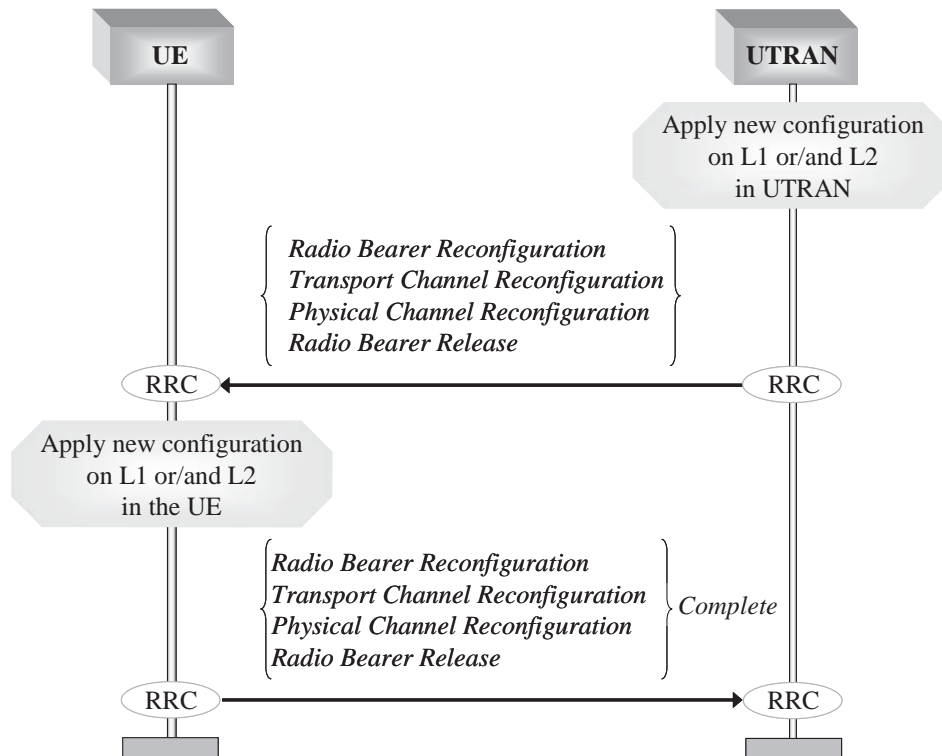 UE
UTRAN
Apply new configuration
on L1 or/and L2
in UTRAN
Radio Bearer Reconfiguration
Transport Channel Reconfiguration
Physical Channel Reconfiguration
Radio Bearer Release
RRC
RRC
Apply new configuration
on L1 or/and L2
in the UE
Radio Bearer Reconfiguration
Transport Channel Reconfiguration
Physical Channel Reconfiguration
Radio Bearer Release
Complete
RRC
RRC